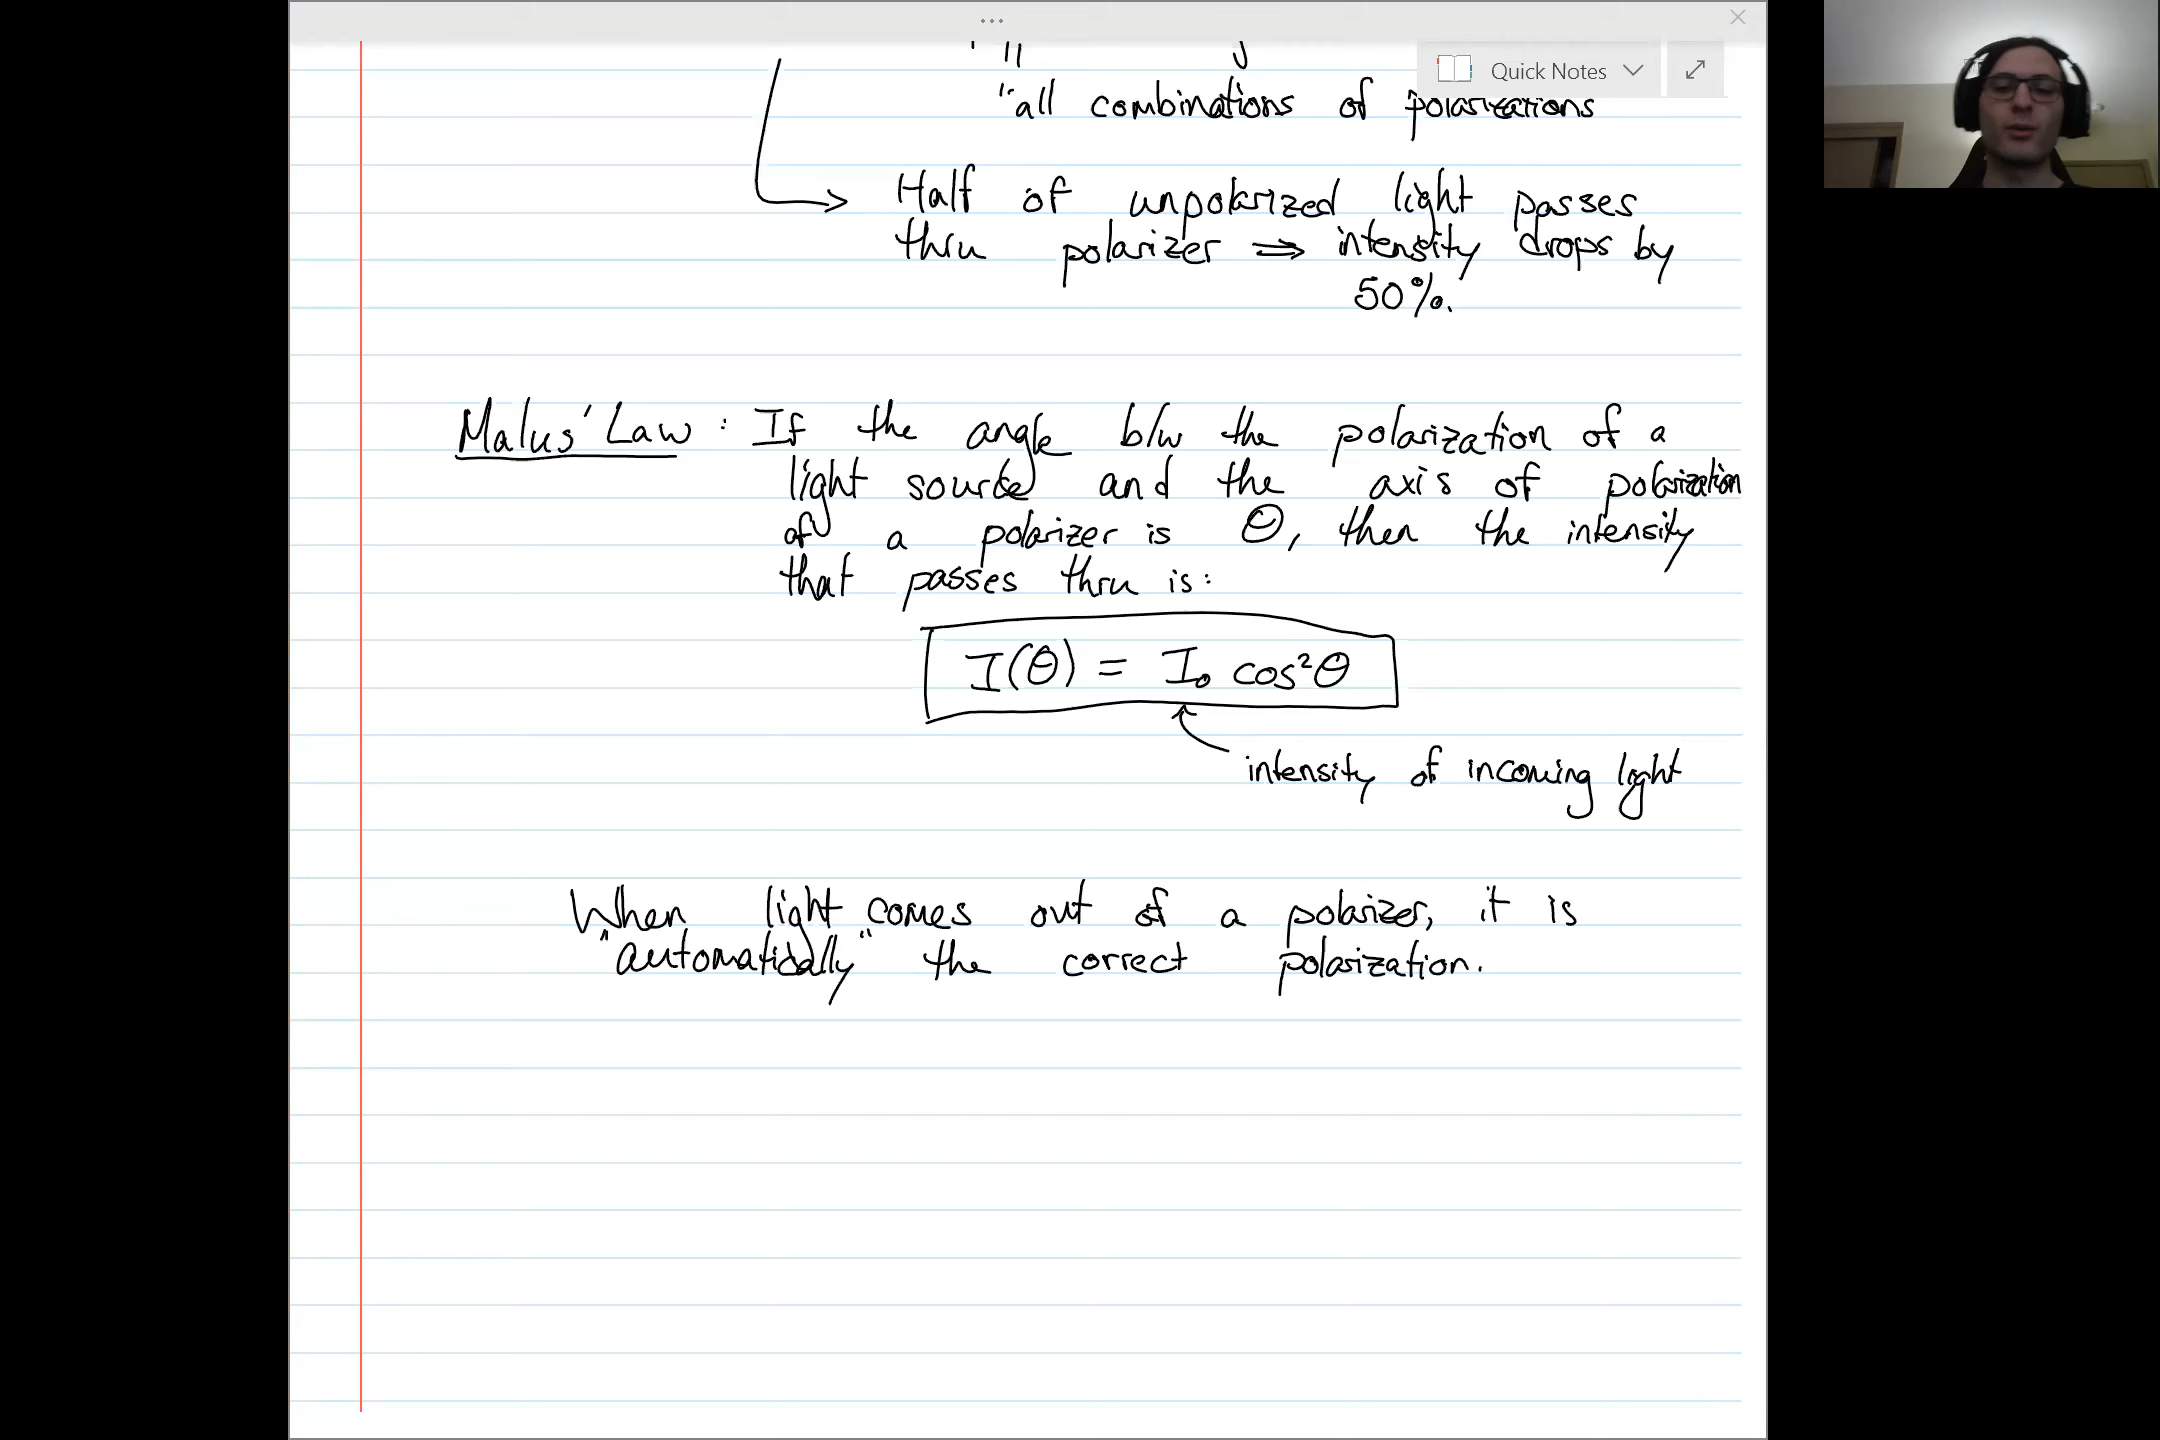 Quick Notes
"all combinations of polarizations
Half of unpolarized light passes
thru polarizer ⇒ intensity drops by
50%.
Malus' Law : If the angle b/w the polarization of a
light source and the axis of polarization
of a polarizer is θ, then the intensity
that passes thru is:
I(θ) = I₀ cos²θ
intensity of incoming light
When light comes out of a polarizer, it is
"automatically" the correct polarization.